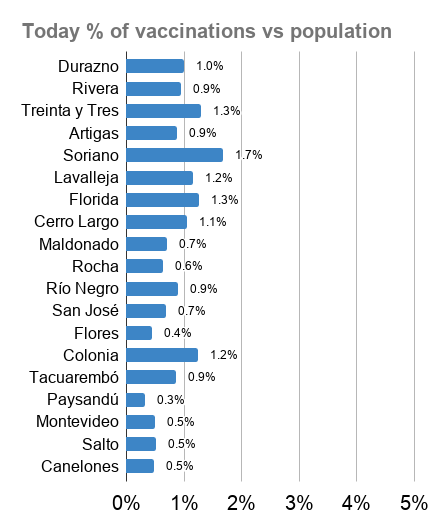 Today % of vaccinations vs population
Durazno 1.0%
Rivera 0.9%
Treinta y Tres 1.3%
Artigas 0.9%
Soriano 1.7%
Lavalleja 1.2%
Florida 1.3%
Cerro Largo 1.1%
Maldonado 0.7%
Rocha 0.6%
Río Negro 0.9%
San José 0.7%
Flores 0.4%
Colonia 1.2%
Tacuarembó 0.9%
Paysandú 0.3%
Montevideo 0.5%
Salto 0.5%
Canelones 0.5%
0% 1% 2% 3% 4% 5%